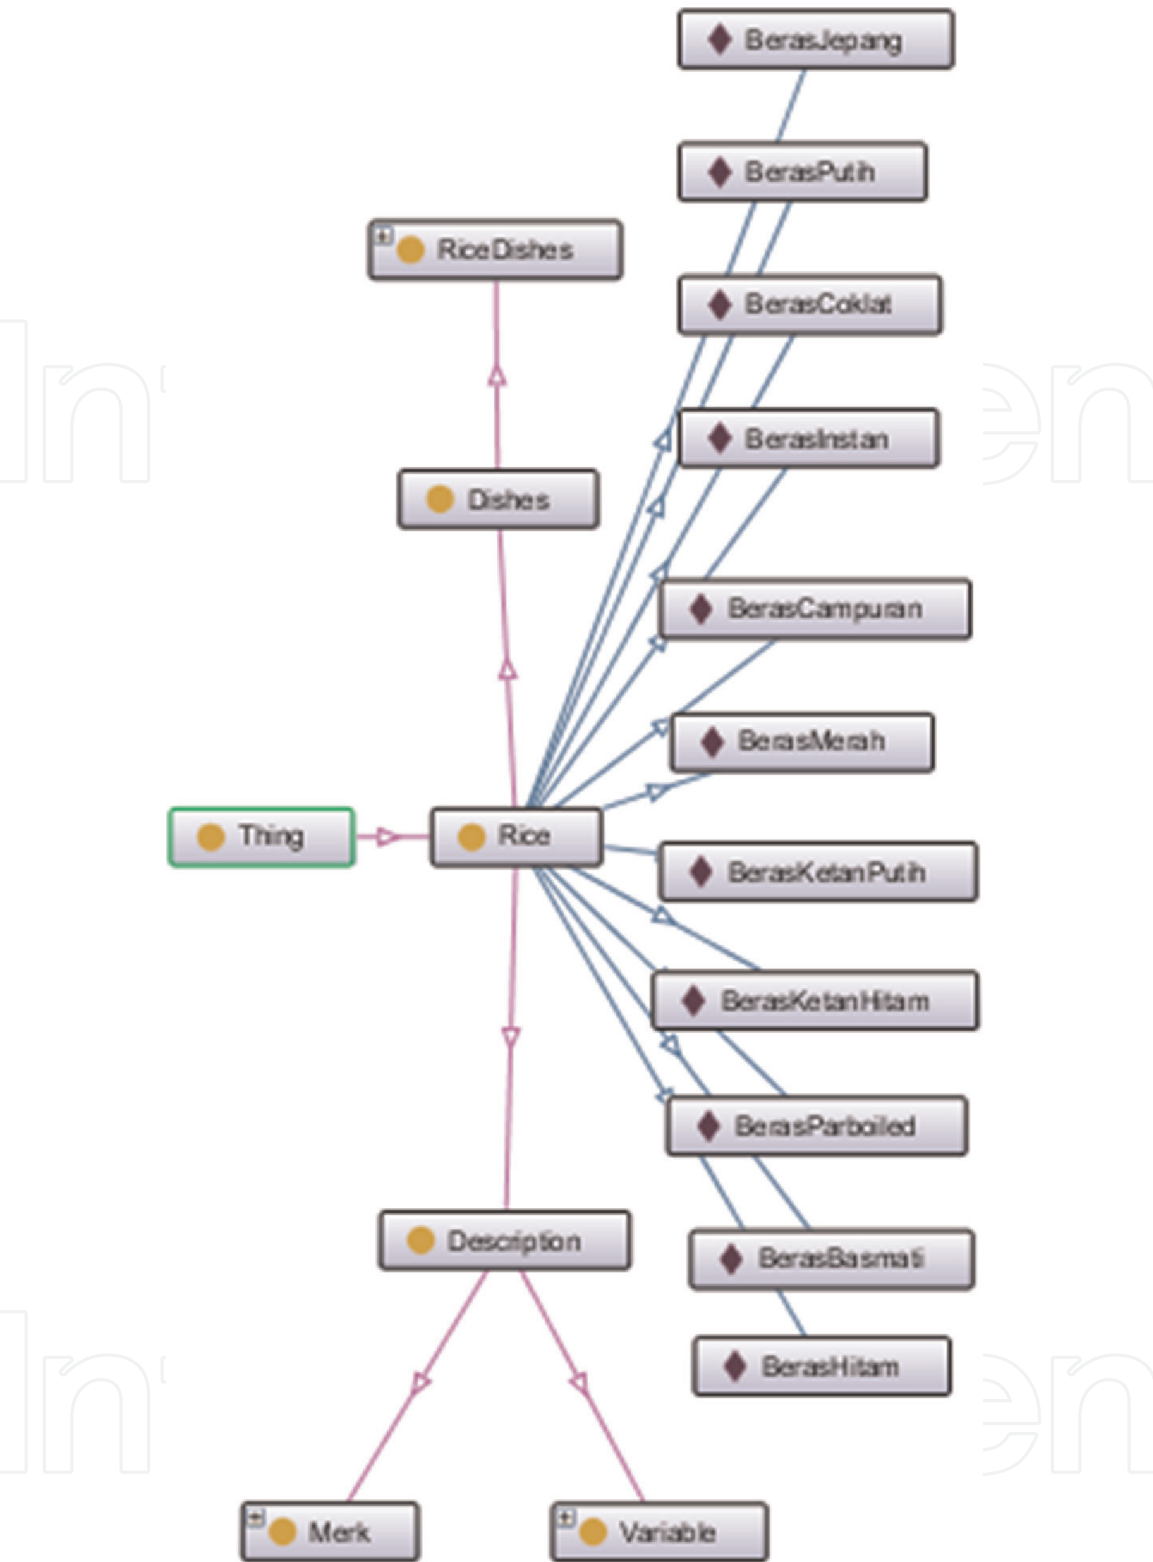 BerasJepang
BerasPutih
RiceDishes
BerasCoklat
BerasInstan
Dishes
BerasCampuran
BerasMerah
Thing
Rice
BerasKetanPutih
BerasKetanHitam
BerasParboiled
Description
BerasBasmati
BerasHitam
Merk
Variable